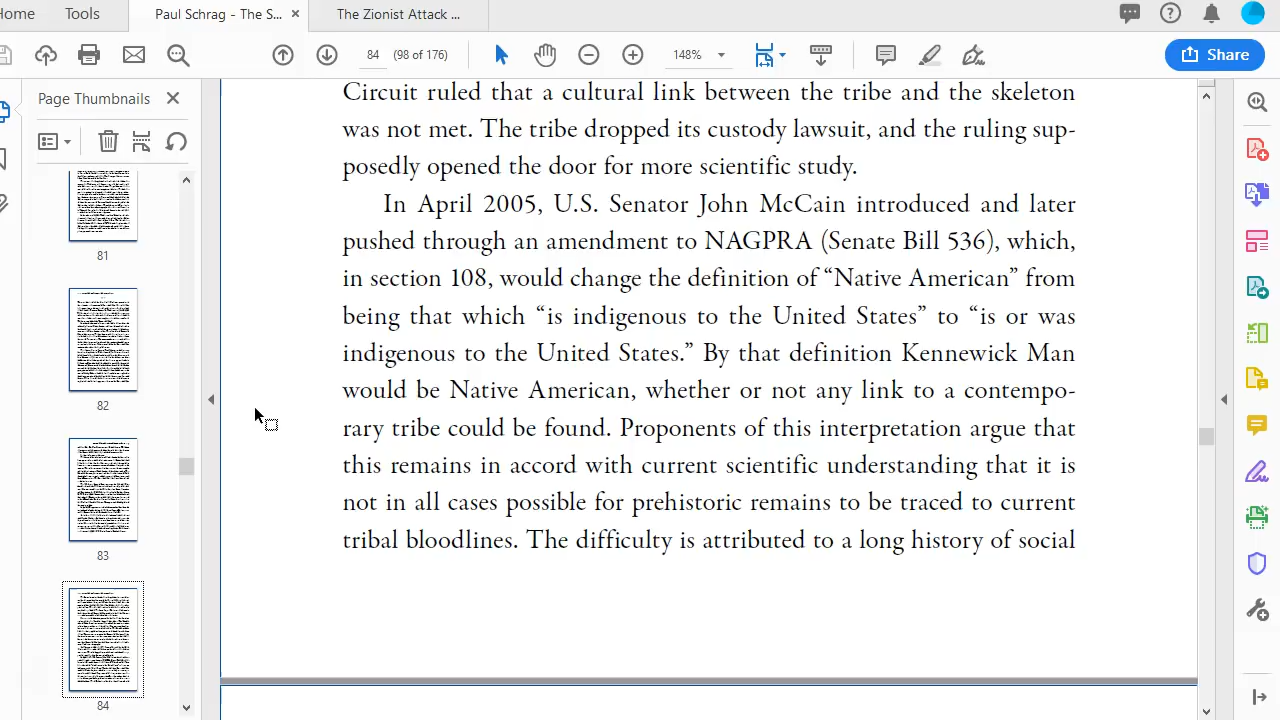 Home
Tools
Paul Schrag - The S...
The Zionist Attack ...
84
(98 of 176)
148%
Share
Page Thumbnails
81
82
83
84
Circuit ruled that a cultural link between the tribe and the skeleton
was not met. The tribe dropped its custody lawsuit, and the ruling sup-
posedly opened the door for more scientific study.
In April 2005, U.S. Senator John McCain introduced and later
pushed through an amendment to NAGPRA (Senate Bill 536), which,
in section 108, would change the definition of “Native American” from
being that which “is indigenous to the United States” to “is or was
indigenous to the United States.” By that definition Kennewick Man
would be Native American, whether or not any link to a contempo-
rary tribe could be found. Proponents of this interpretation argue that
this remains in accord with current scientific understanding that it is
not in all cases possible for prehistoric remains to be traced to current
tribal bloodlines. The difficulty is attributed to a long history of social